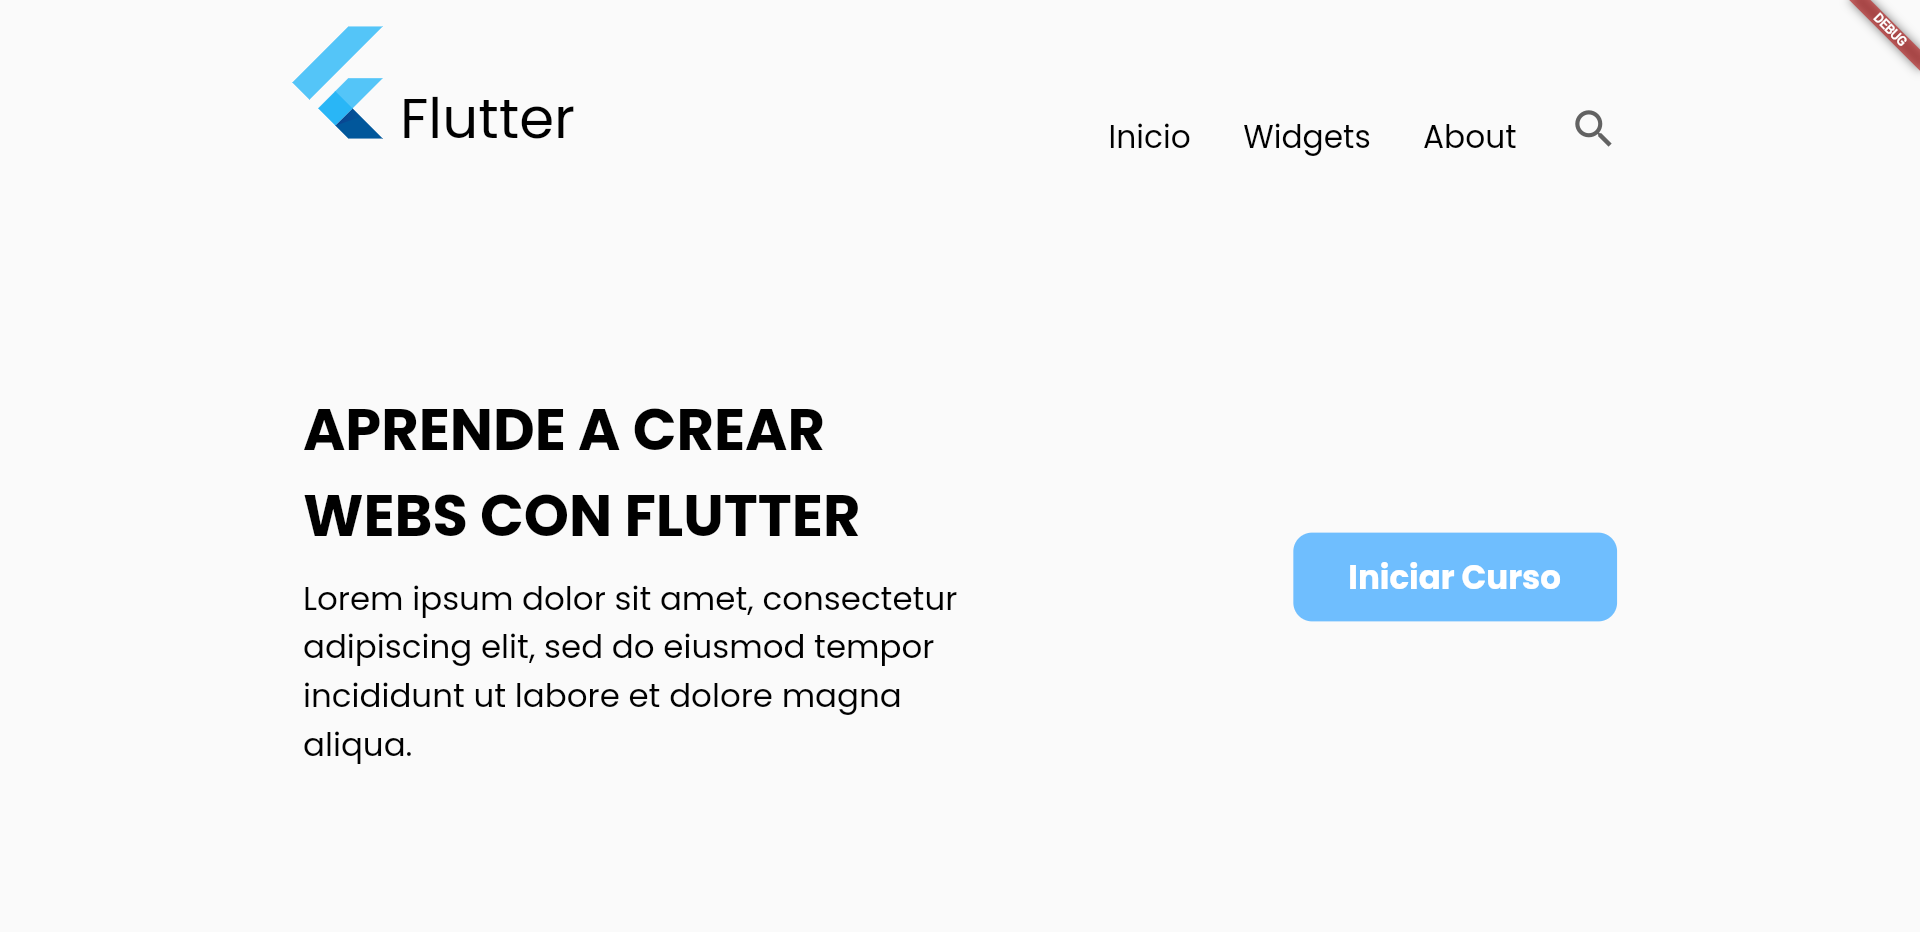 DEBUG
Flutter
Inicio Widgets About
APRENDE A CREAR
WEBS CON FLUTTER
Lorem ipsum dolor sit amet, consectetur
adipiscing elit, sed do eiusmod tempor
incididunt ut labore et dolore magna
aliqua.
Iniciar Curso